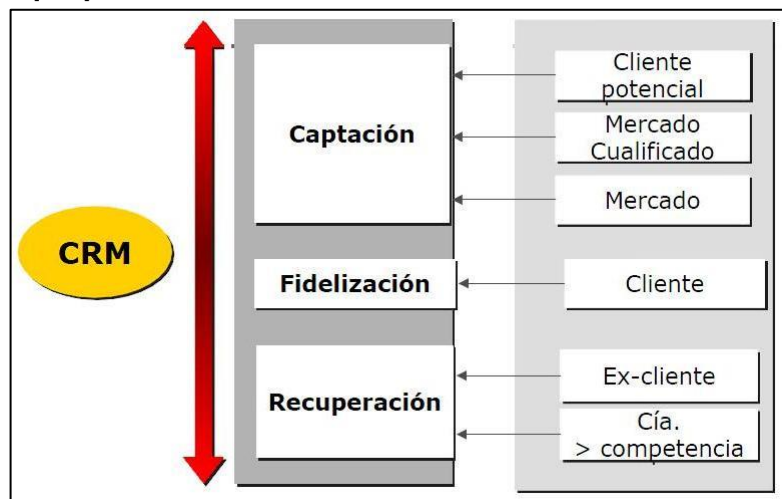 CRM
Captación
Fidelización
Recuperación
Cliente
potencial
Mercado
Cualificado
Mercado
Cliente
Ex-cliente
Cía.
> competencia